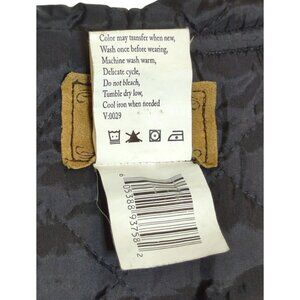 Color may transfer when new,
Wash once before wearing,
Machine wash warm,
Delicate cycle,
Do not bleach,
Tumble dry low,
Cool iron when needed
V:0029